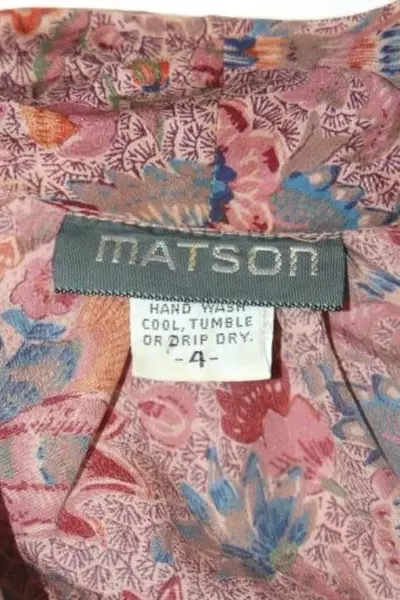 MATSON
HAND WASH
COOL, TUMBLE
OR DRIP DRY.
-4-